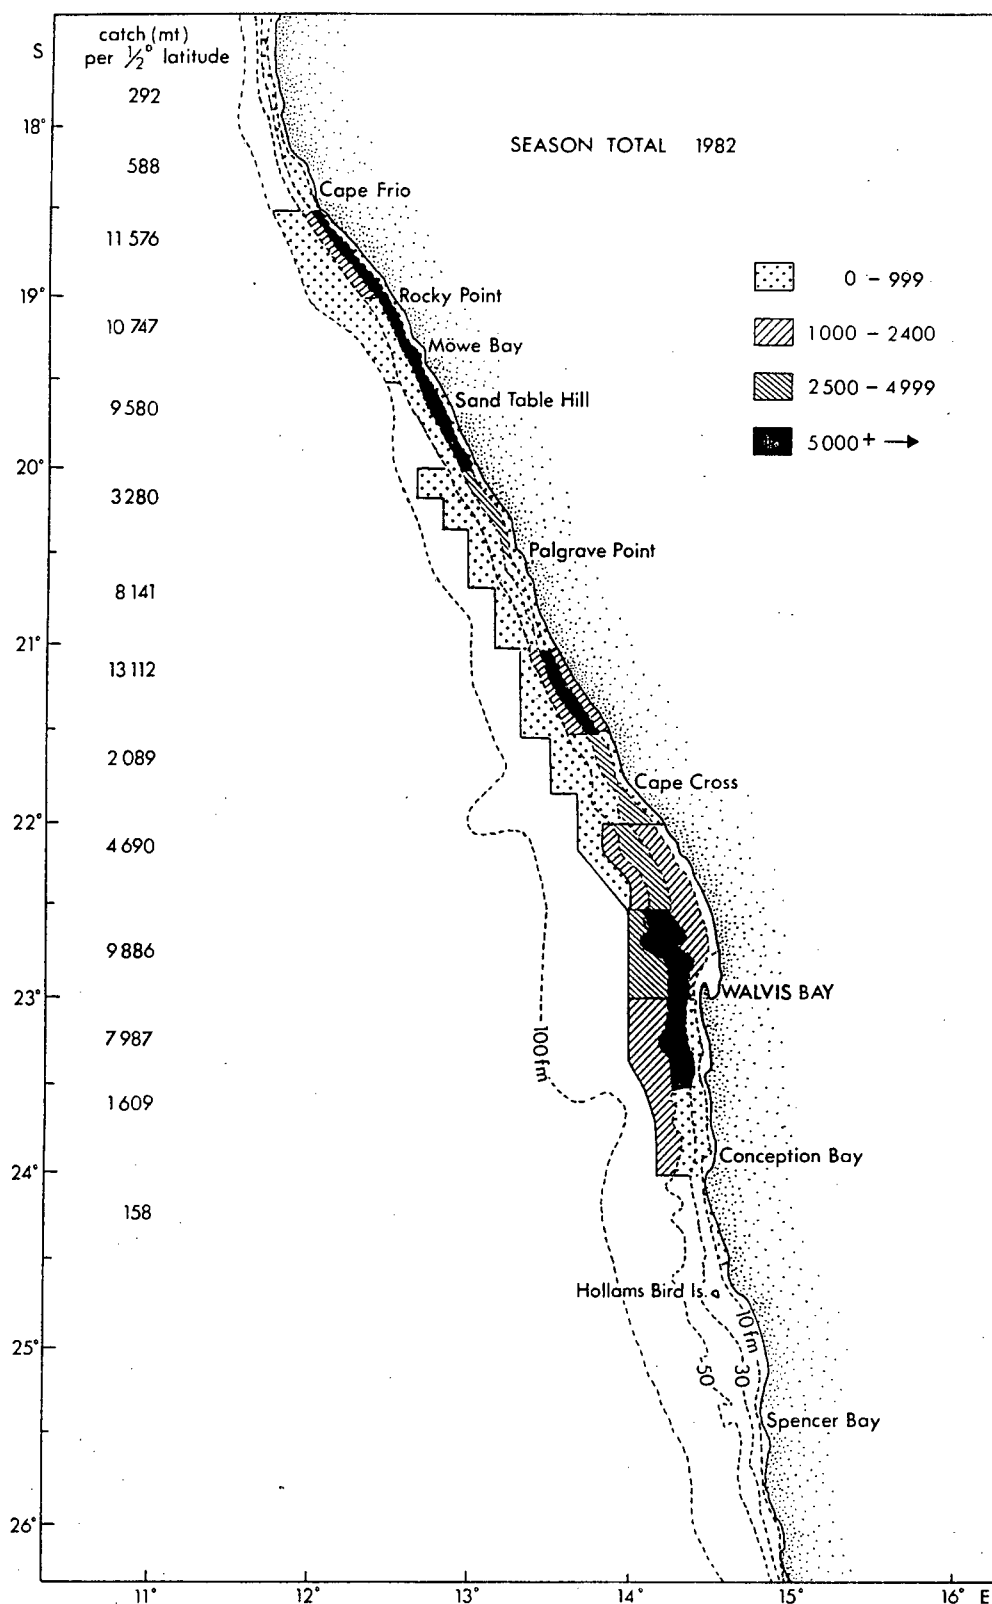 catch (mt)
per ½° latitude
S
292
18°
SEASON TOTAL 1982
588
Cape Frio
11 576
0 – 999
19°
Rocky Point
10 747
1000 – 2400
Möwe Bay
2500 – 4999
9 580
Sand Table Hill
5000+ →
20°
3 280
Palgrave Point
8 141
21°
13 112
2 089
Cape Cross
22°
4 690
9 886
23°
WALVIS BAY
7 987
100 fm
1 609
24°
Conception Bay
158
Hollams Bird Is.
10 fm
25°
50
30
Spencer Bay
26°
11°
12°
13°
14°
15°
16° E